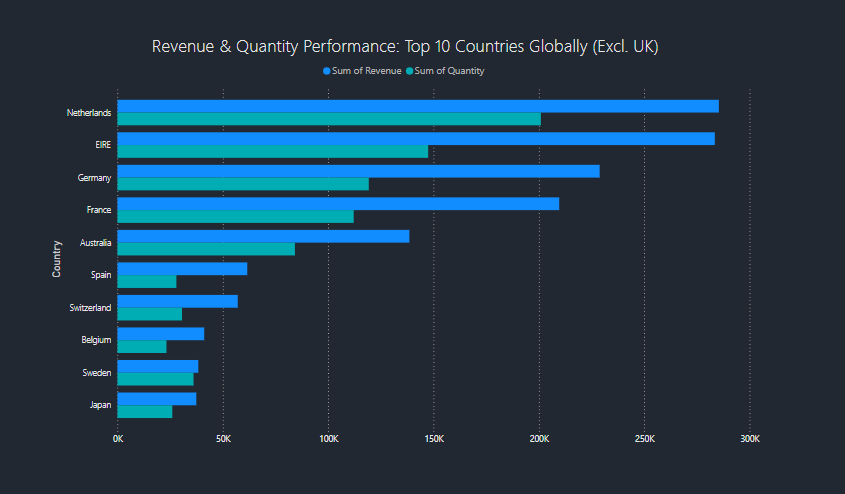 Revenue & Quantity Performance: Top 10 Countries Globally (Excl. UK)
Sum of Revenue Sum of Quantity
Country
Netherlands
EIRE
Germany
France
Australia
Spain
Switzerland
Belgium
Sweden
Japan
0K 50K 100K 150K 200K 250K 300K